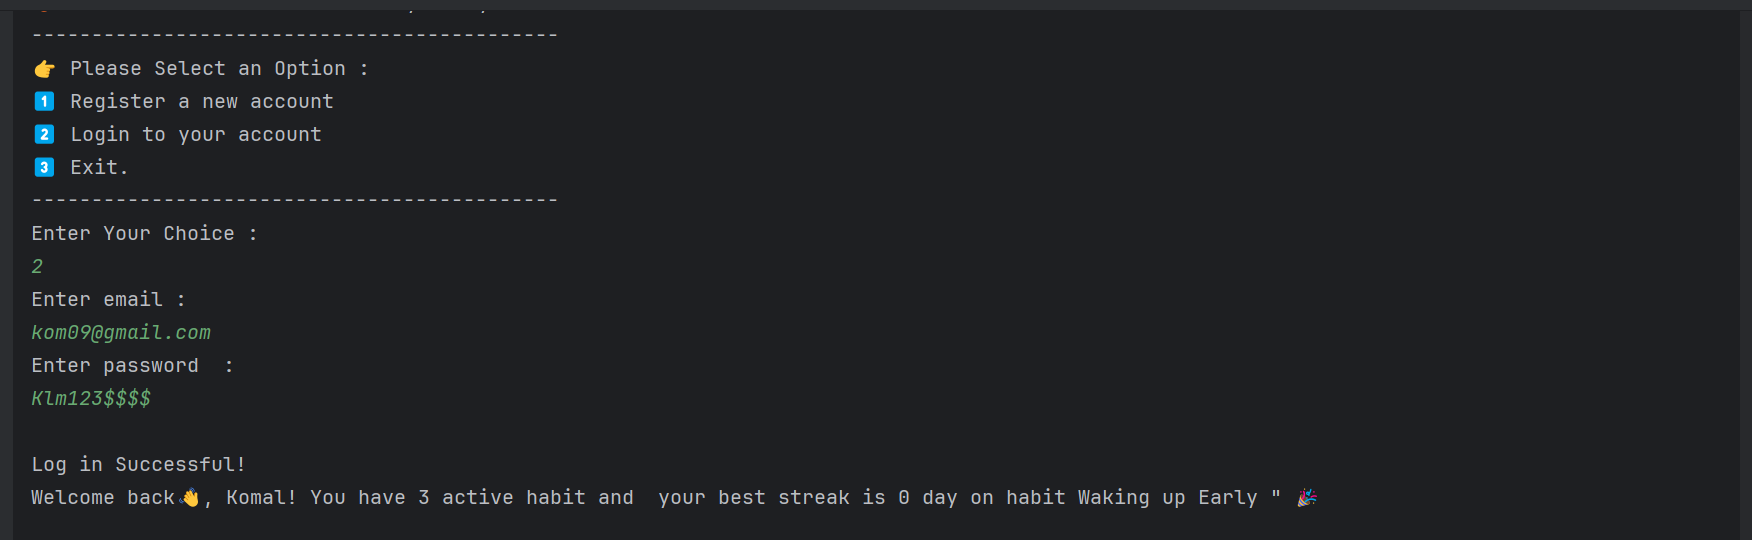 -------------------------------------------
👉 Please Select an Option :
1️⃣ Register a new account
2️⃣ Login to your account
3️⃣ Exit.
-------------------------------------------
Enter Your Choice :
2
Enter email :
kom09@gmail.com
Enter password  :
Klm123$$$$
Log in Successful!
Welcome back👋, Komal! You have 3 active habit and  your best streak is 0 day on habit Waking up Early " 🎉